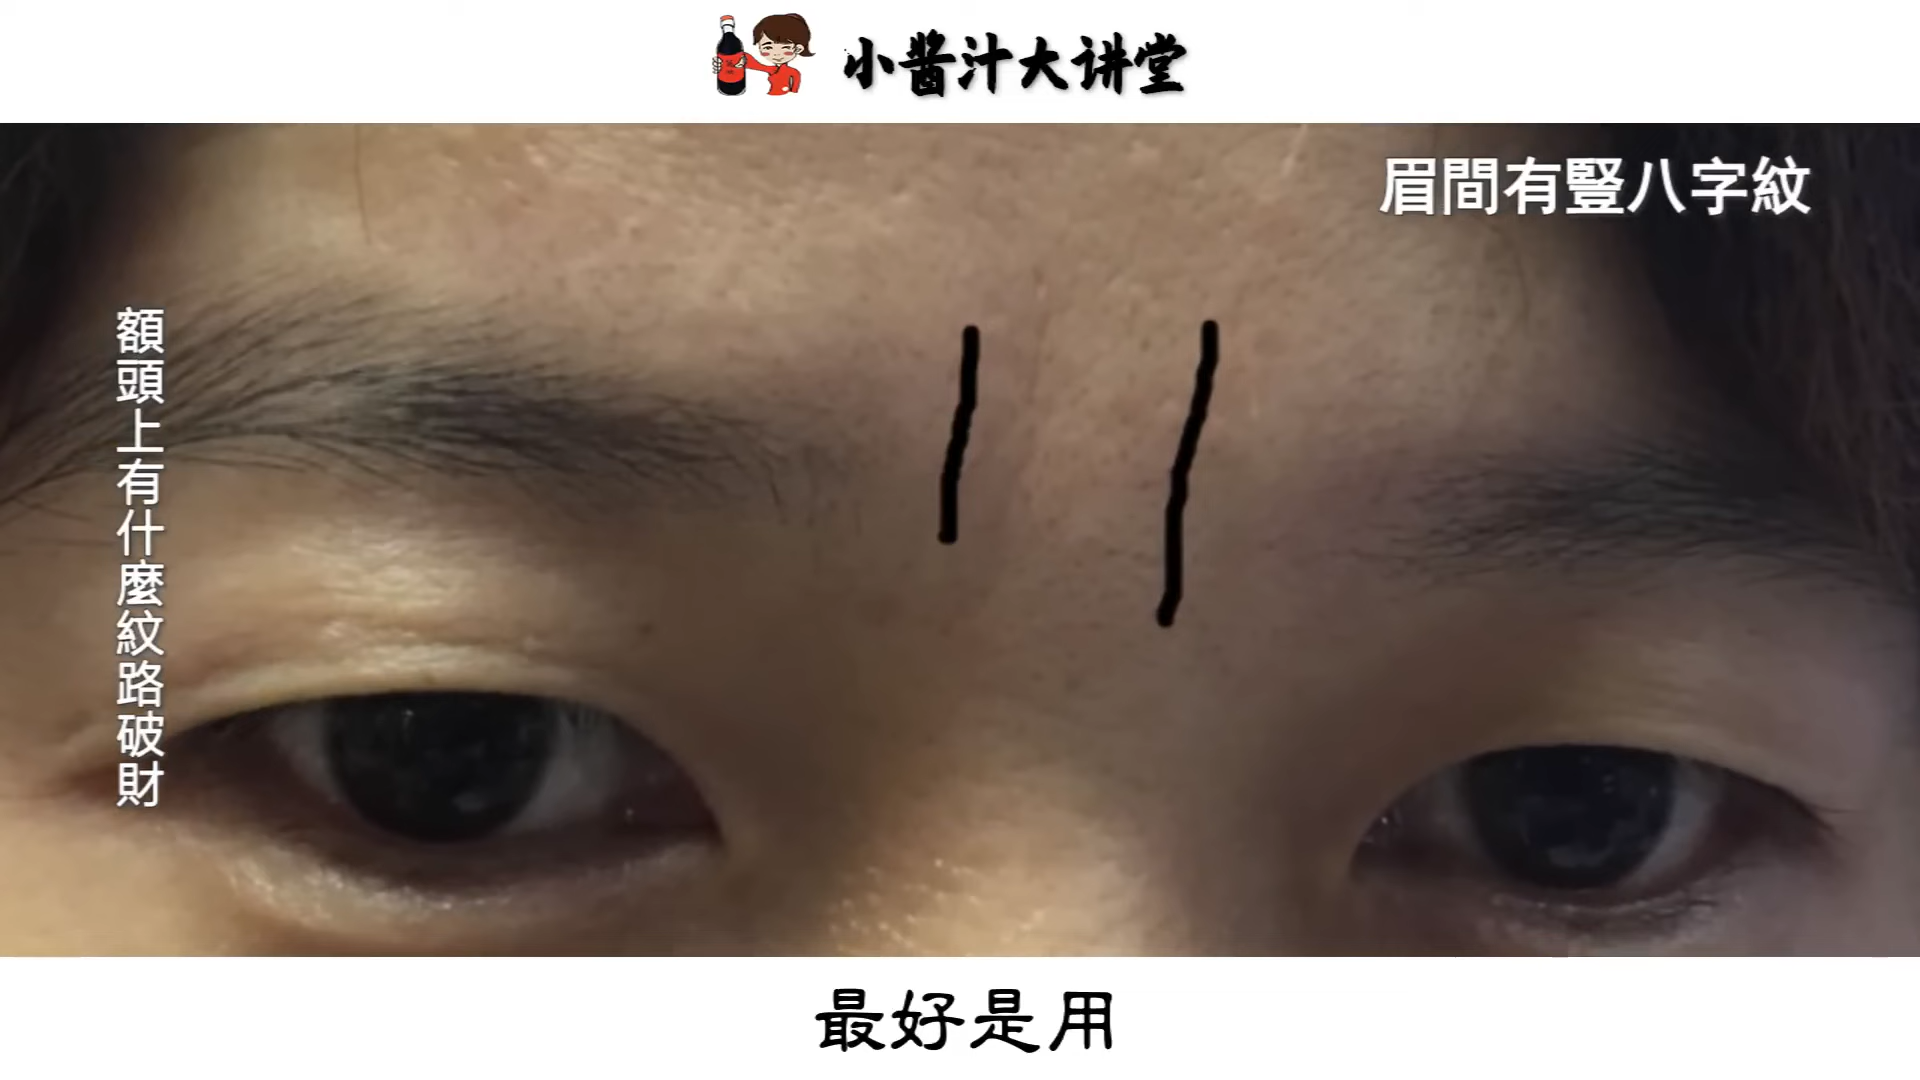 小酱汁大讲堂
眉間有豎八字紋
額頭上有什麼紋路破財
最好是用